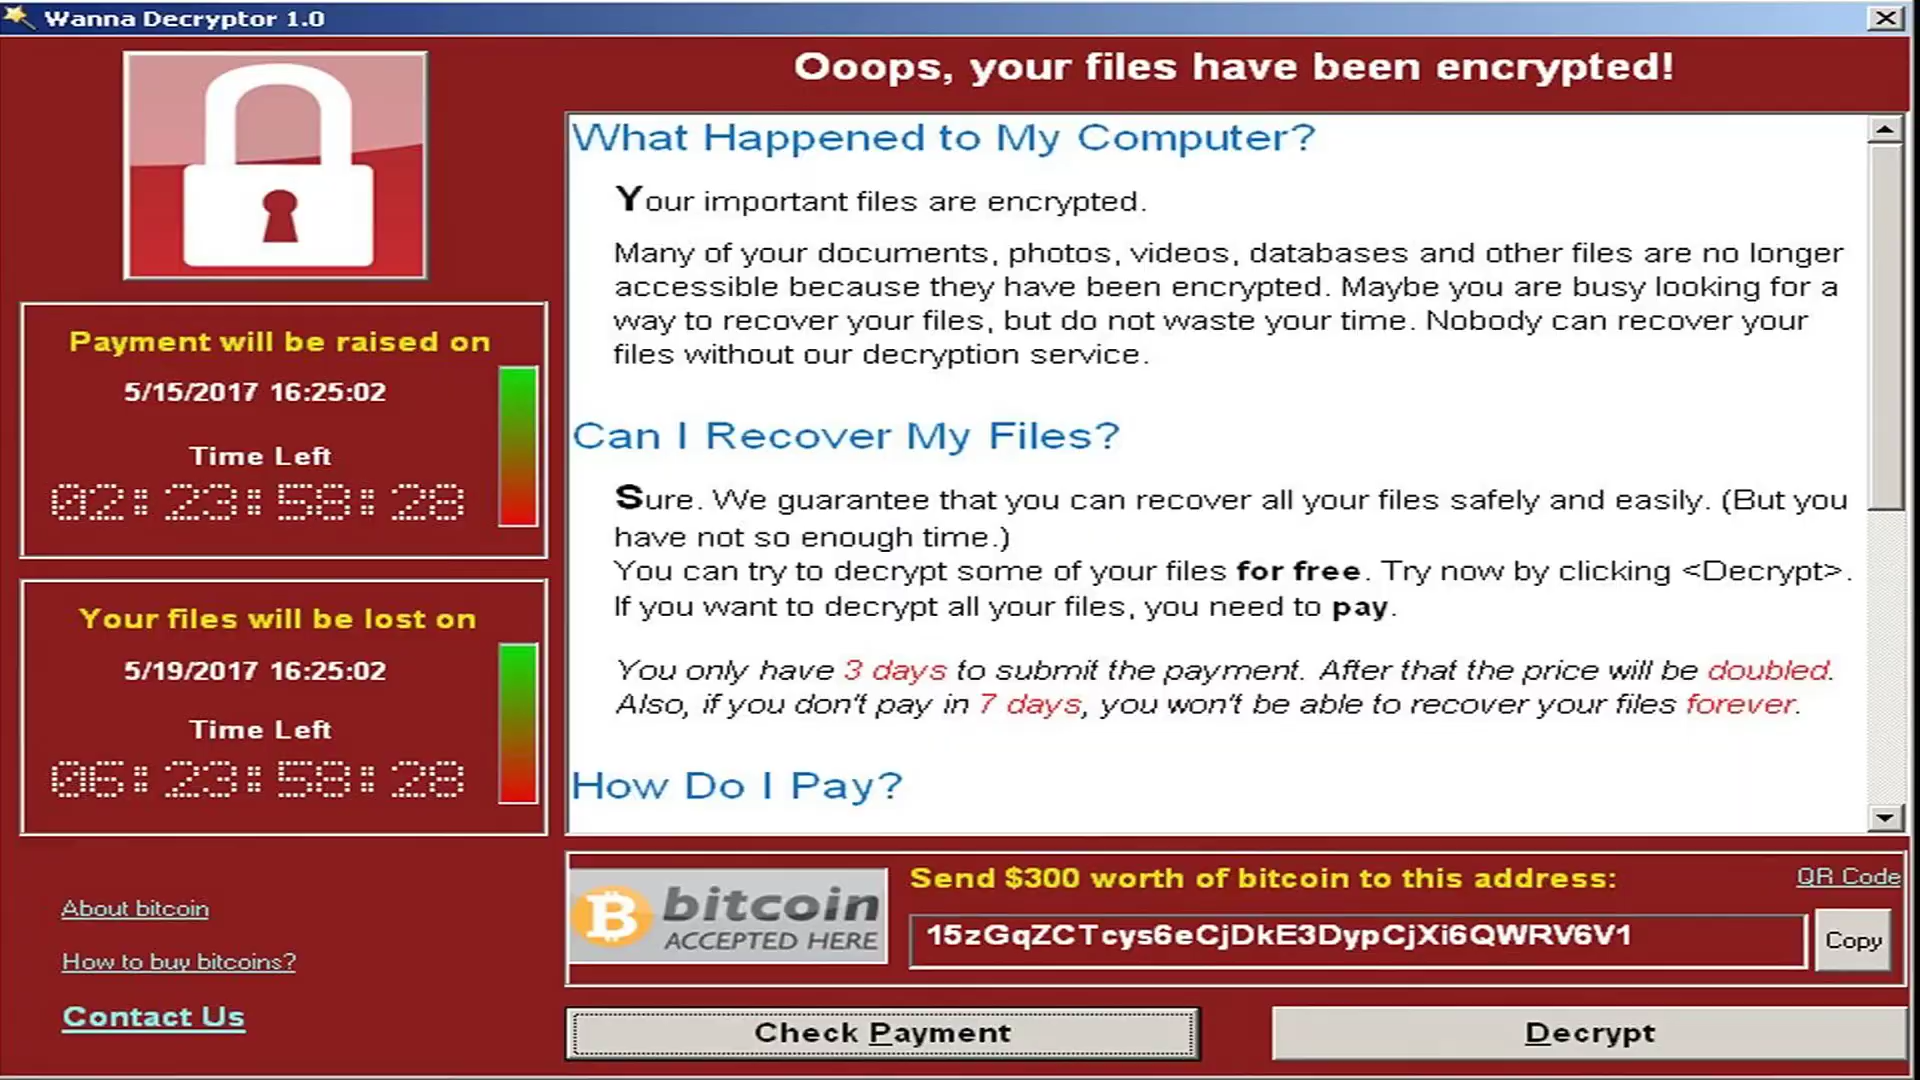 Wanna Decryptor 1.0
Ooops, your files have been encrypted!
Payment will be raised on
5/15/2017 16:25:02
Time Left
02:23:58:28
Your files will be lost on
5/19/2017 16:25:02
Time Left
06:23:58:28
About bitcoin
How to buy bitcoins?
Contact Us
What Happened to My Computer?
Your important files are encrypted.
Many of your documents, photos, videos, databases and other files are no longer
accessible because they have been encrypted. Maybe you are busy looking for a
way to recover your files, but do not waste your time. Nobody can recover your
files without our decryption service.
Can I Recover My Files?
Sure. We guarantee that you can recover all your files safely and easily. (But you
have not so enough time.)
You can try to decrypt some of your files for free. Try now by clicking <Decrypt>.
If you want to decrypt all your files, you need to pay.
You only have 3 days to submit the payment. After that the price will be doubled.
Also, if you don't pay in 7 days, you won't be able to recover your files forever.
How Do I Pay?
bitcoin
ACCEPTED HERE
Send $300 worth of bitcoin to this address:
QR Code
15zGqZCTcys6eCjDkE3DypCjXi6QWRV6V1
Copy
Check Payment
Decrypt